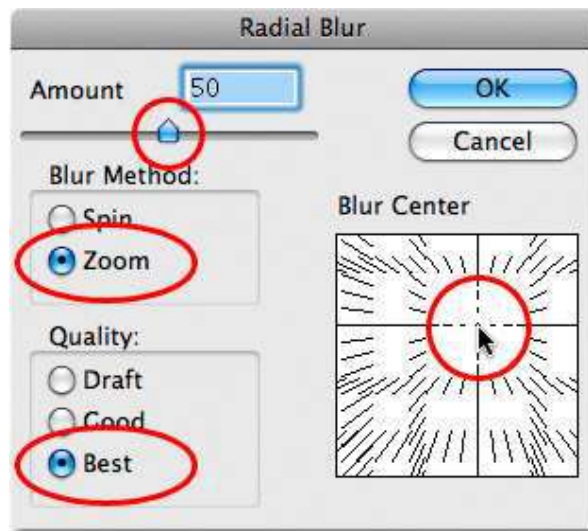 Radial Blur
Amount 50
OK
Cancel
Blur Method:
Spin
Zoom
Blur Center
Quality:
Draft
Good
Best